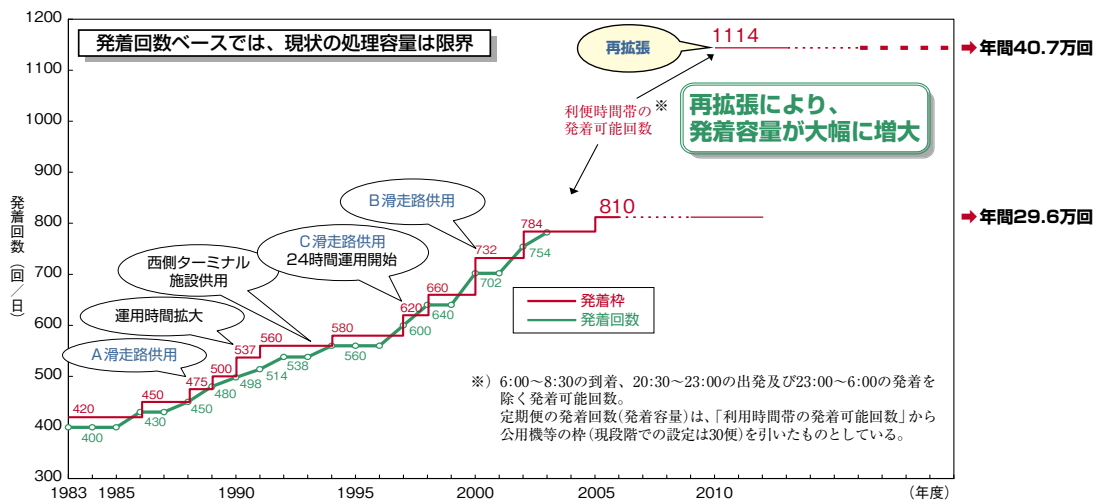 発着回数ベースでは、現状の処理容量は限界
再拡張
1114
年間40.7万回
利便時間帯の
発着可能回数
※
再拡張により、
発着容量が大幅に増大
810
年間29.6万回
発着回数(回/日)
1200
1100
1000
900
800
700
600
500
400
300
B滑走路供用
C滑走路供用
24時間運用開始
西側ターミナル
施設供用
運用時間拡大
A滑走路供用
420
450
475
500
537
560
580
620
660
732
784
400
430
450
480
498
514
538
560
600
640
702
754
発着枠
発着回数
※)6:00~8:30の到着、20:30~23:00の出発及び23:00~6:00の発着を
除く発着可能回数。
定期便の発着回数(発着容量)は、「利用時間帯の発着可能回数」から
公用機等の枠(現段階での設定は30便)を引いたものとしている。
1983 1985 1990 1995 2000 2005 2010 (年度)